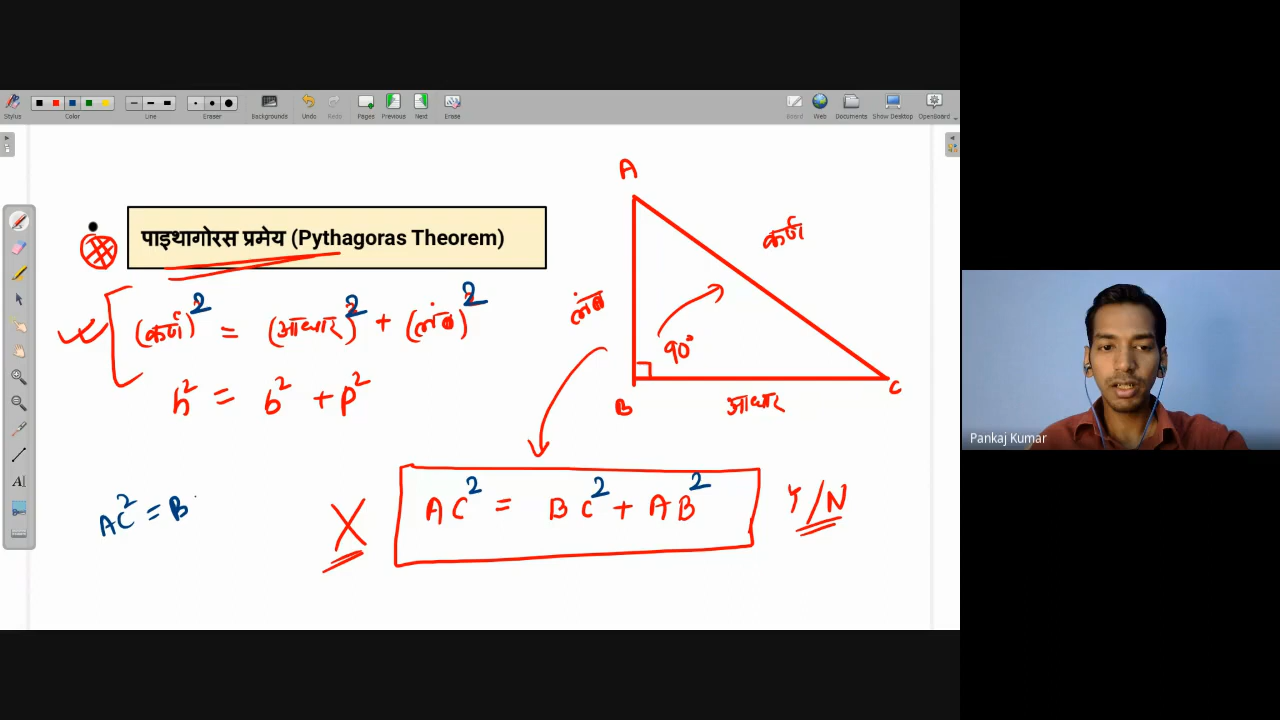 Stylus Color Line Eraser Backgrounds Undo Redo Pages Previous Next Erase Board Web Documents Show Desktop OpenBoard
A
पाइथागोरस प्रमेय (Pythagoras Theorem)
कर्ण
(कर्ण)² = (आधार)² + (लंब)²
लंब
90°
h² = b² + p²
B
आधार
C
AC² = B
X
AC² = BC² + AB²
Y/N
AI
Pankaj Kumar